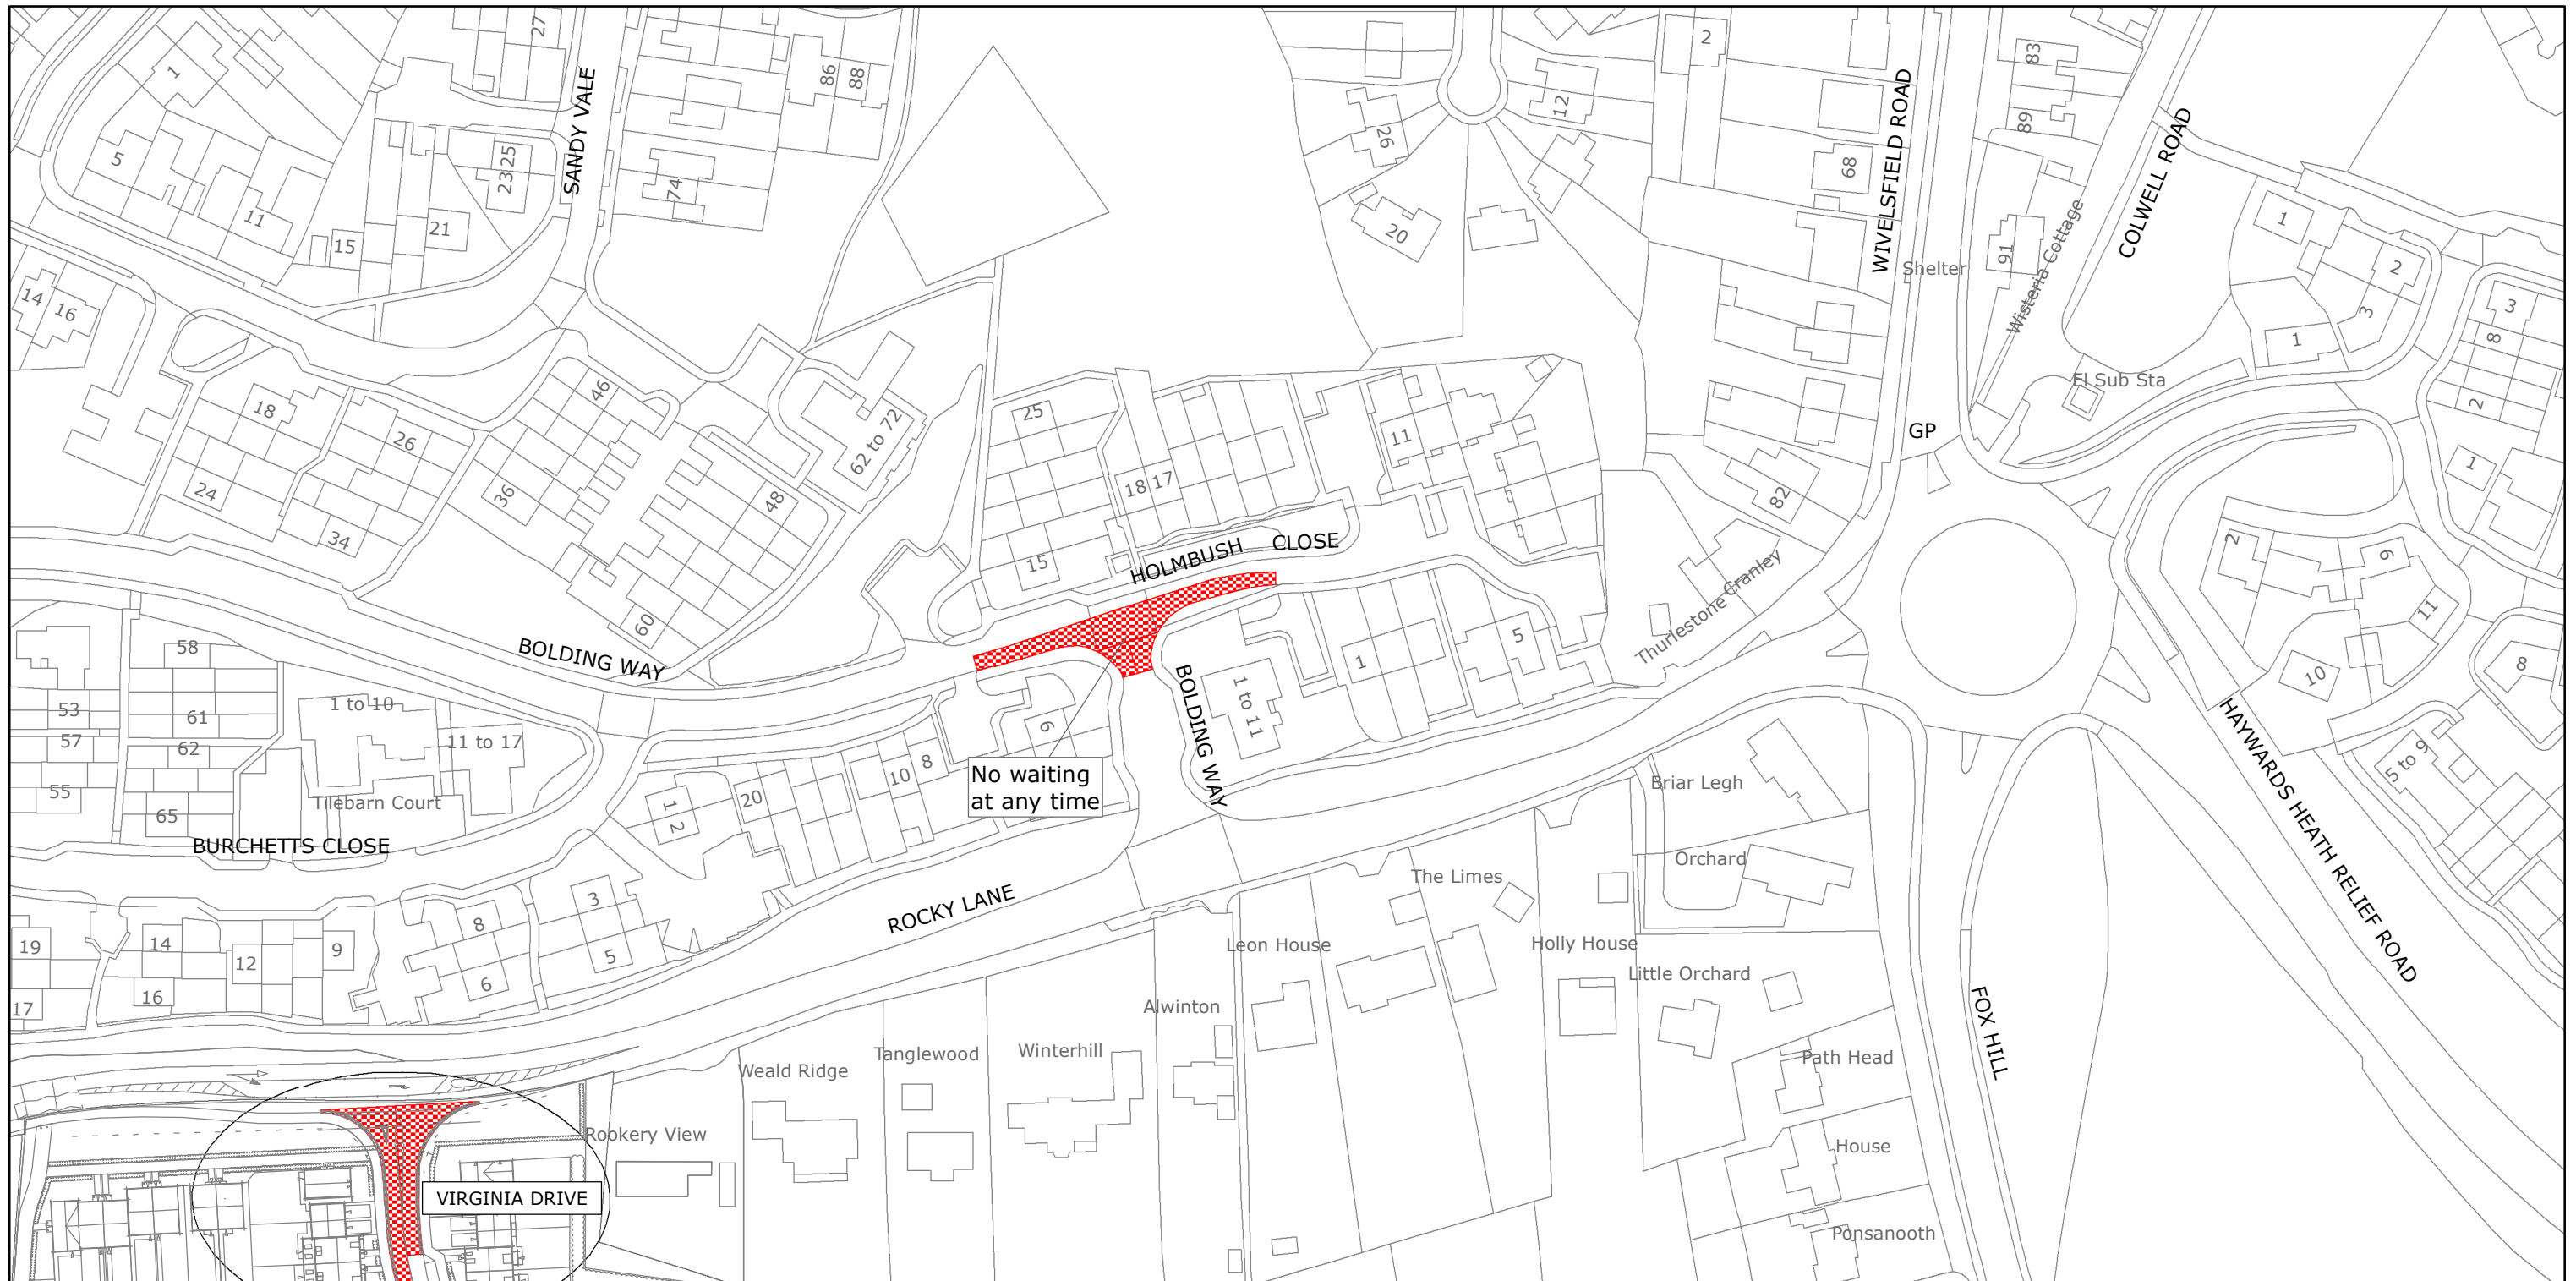 27
SANDY VALE
1
5
11
15
21
23
25
86
88
74
14
16
26
12
20
2
68
WIVELSFIELD ROAD
Shelter
83
89
91
Wisteria Cottage
COLWELL ROAD
1
2
3
1
3
8
2
1
El Sub Sta
GP
18
24
26
34
46
36
48
60
62 to 72
25
15
18
17
11
82
HOLMBUSH CLOSE
Thurlestone
Cranley
2
6
11
10
8
5 to 9
BOLDING WAY
58
53
61
57
62
55
65
1 to 10
11 to 17
Tilebarn Court
BURCHETTS CLOSE
1
2
20
10
8
6
No waiting
at any time
BOLDING WAY
1 to 11
1
5
HAYWARDS HEATH RELIEF ROAD
Briar Legh
Orchard
The Limes
Leon House
Holly House
Little Orchard
ROCKY LANE
19
17
14
16
12
9
8
6
3
5
Alwinton
Winterhill
Tanglewood
Weald Ridge
Rookery View
FOX HILL
Path Head
House
Ponsanooth
VIRGINIA DRIVE